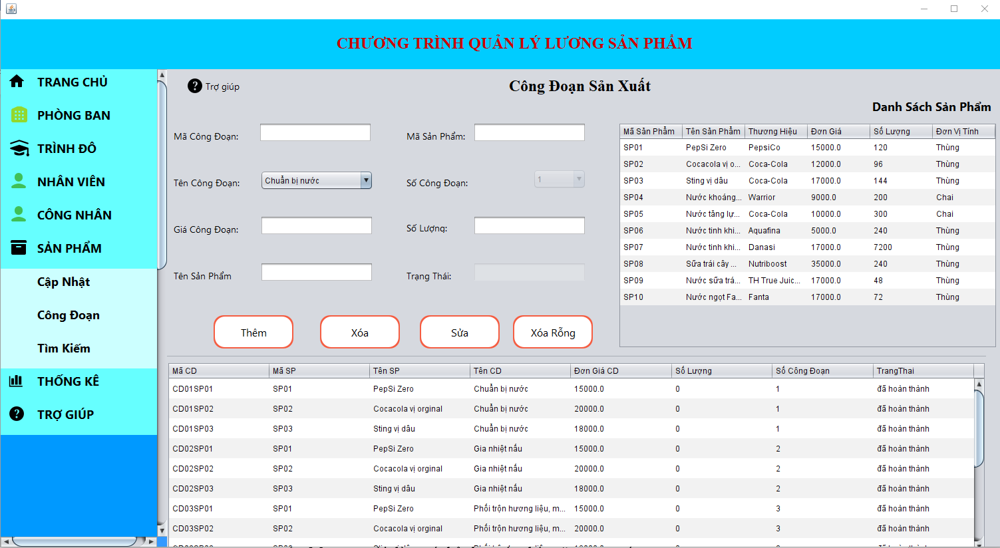 CHƯƠNG TRÌNH QUẢN LÝ LƯƠNG SẢN PHẨM
TRANG CHỦ
PHÒNG BAN
TRÌNH ĐÔ
NHÂN VIÊN
CÔNG NHÂN
SẢN PHẨM
Cập Nhật
Công Đoạn
Tìm Kiếm
THỐNG KÊ
TRỢ GIÚP
? Trợ giúp
Công Đoạn Sản Xuất
Mã Công Đoạn:
Mã Sản Phẩm:
Tên Công Đoạn: Chuẩn bị nước
Số Công Đoạn: 1
Giá Công Đoạn:
Số Lượng:
Tên Sản Phẩm
Trạng Thái:
Thêm Xóa Sửa Xóa Rỗng
Danh Sách Sản Phẩm
Mã Sản Phẩm Tên Sản Phẩm Thương Hiệu Đơn Giá Số Lượng Đơn Vị Tính
SP01 PepSi Zero PepsiCo 15000.0 120 Thùng
SP02 Cocacola vị o... Coca-Cola 12000.0 96 Thùng
SP03 Sting vị dâu Coca-Cola 17000.0 144 Thùng
SP04 Nước khoáng... Warrior 9000.0 200 Chai
SP05 Nước tăng lự... Coca-Cola 10000.0 300 Chai
SP06 Nước tinh khi... Aquafina 5000.0 240 Thùng
SP07 Nước tinh khi... Danasi 17000.0 7200 Thùng
SP08 Sữa trái cây ... Nutriboost 35000.0 240 Thùng
SP09 Nước sữa trá... TH True Juic... 17000.0 48 Thùng
SP10 Nước ngọt Fa... Fanta 17000.0 72 Thùng
Mã CD Mã SP Tên SP Tên CD Đơn Giá CD Số Lượng Số Công Đoạn TrangThai
CD01SP01 SP01 PepSi Zero Chuẩn bị nước 15000.0 0 1 đã hoàn thành
CD01SP02 SP02 Cocacola vị orginal Chuẩn bị nước 20000.0 0 1 đã hoàn thành
CD01SP03 SP03 Sting vị dâu Chuẩn bị nước 18000.0 0 1 đã hoàn thành
CD02SP01 SP01 PepSi Zero Gia nhiệt nấu 15000.0 0 2 đã hoàn thành
CD02SP02 SP02 Cocacola vị orginal Gia nhiệt nấu 20000.0 0 2 đã hoàn thành
CD02SP03 SP03 Sting vị dâu Gia nhiệt nấu 18000.0 0 2 đã hoàn thành
CD03SP01 SP01 PepSi Zero Phối trộn hương liệu, m... 15000.0 0 3 đã hoàn thành
CD03SP02 SP02 Cocacola vị orginal Phối trộn hương liệu, m... 20000.0 0 3 đã hoàn thành